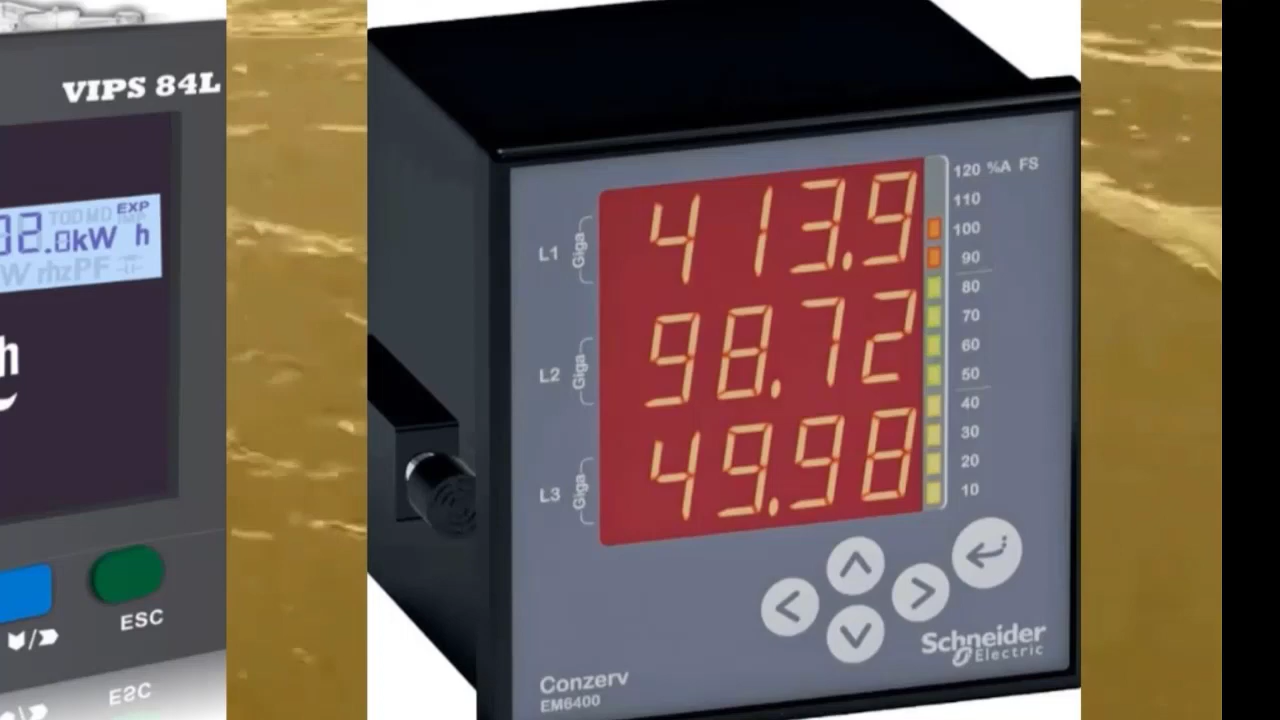 VIPS 84L
TOD MD EXP
02.0kW h
W rhzPF
h
ESC
ESC
120 %A FS
110
100
90
80
70
60
50
40
30
20
10
L1 Giga 413.9
L2 Giga 98.72
L3 Giga 49.98
Schneider
Electric
Conzerv
EM6400